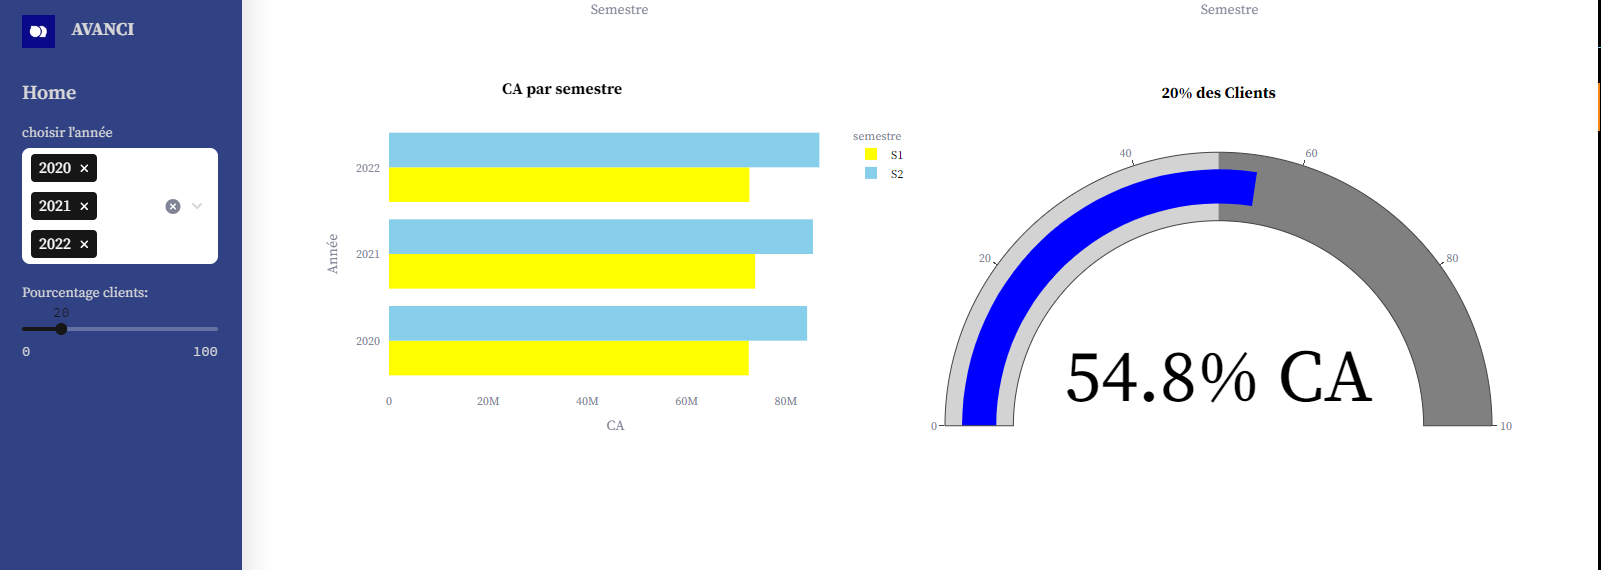 AVANCI
Home
choisir l'année
2020
2021
2022
Pourcentage clients:
20
0 100
Semestre
Semestre
CA par semestre
semestre
S1
S2
Année
2022
2021
2020
0 20M 40M 60M 80M
CA
20% des Clients
0
20
40
60
80
10
54.8% CA